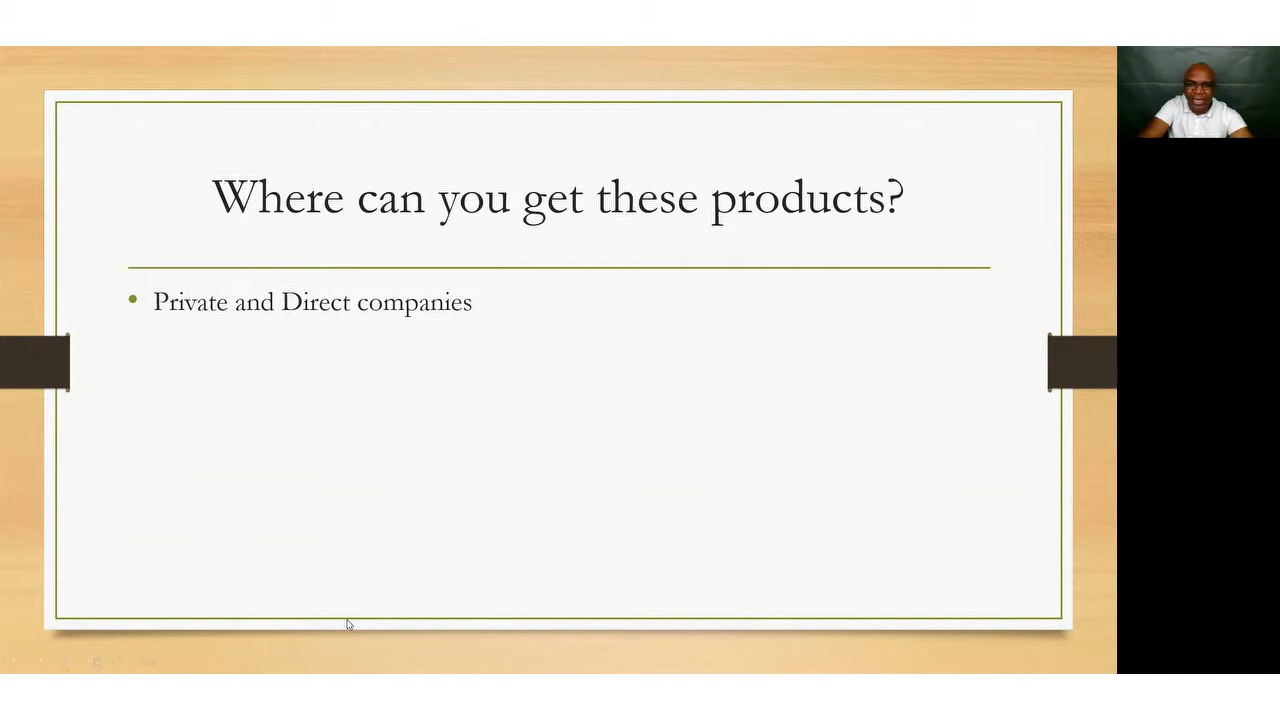 Where can you get these products?
Private and Direct companies